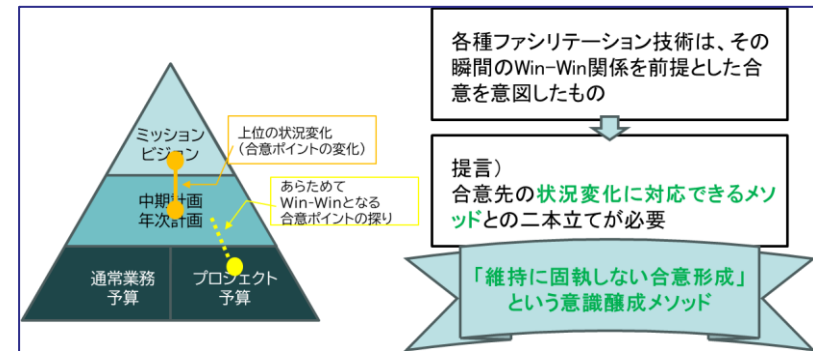 ミッション
ビジョン
中期計画
年次計画
通常業務
予算
プロジェクト
予算
上位の状況変化
(合意ポイントの変化)
あらためて
Win-Winとなる
合意ポイントの探り
各種ファシリテーション技術は、その
瞬間のWin-Win関係を前提とした合
意を意図したもの
提言)
合意先の状況変化に対応できるメソ
ッドとの二本立てが必要
「維持に固執しない合意形成」
という意識醸成メソッド